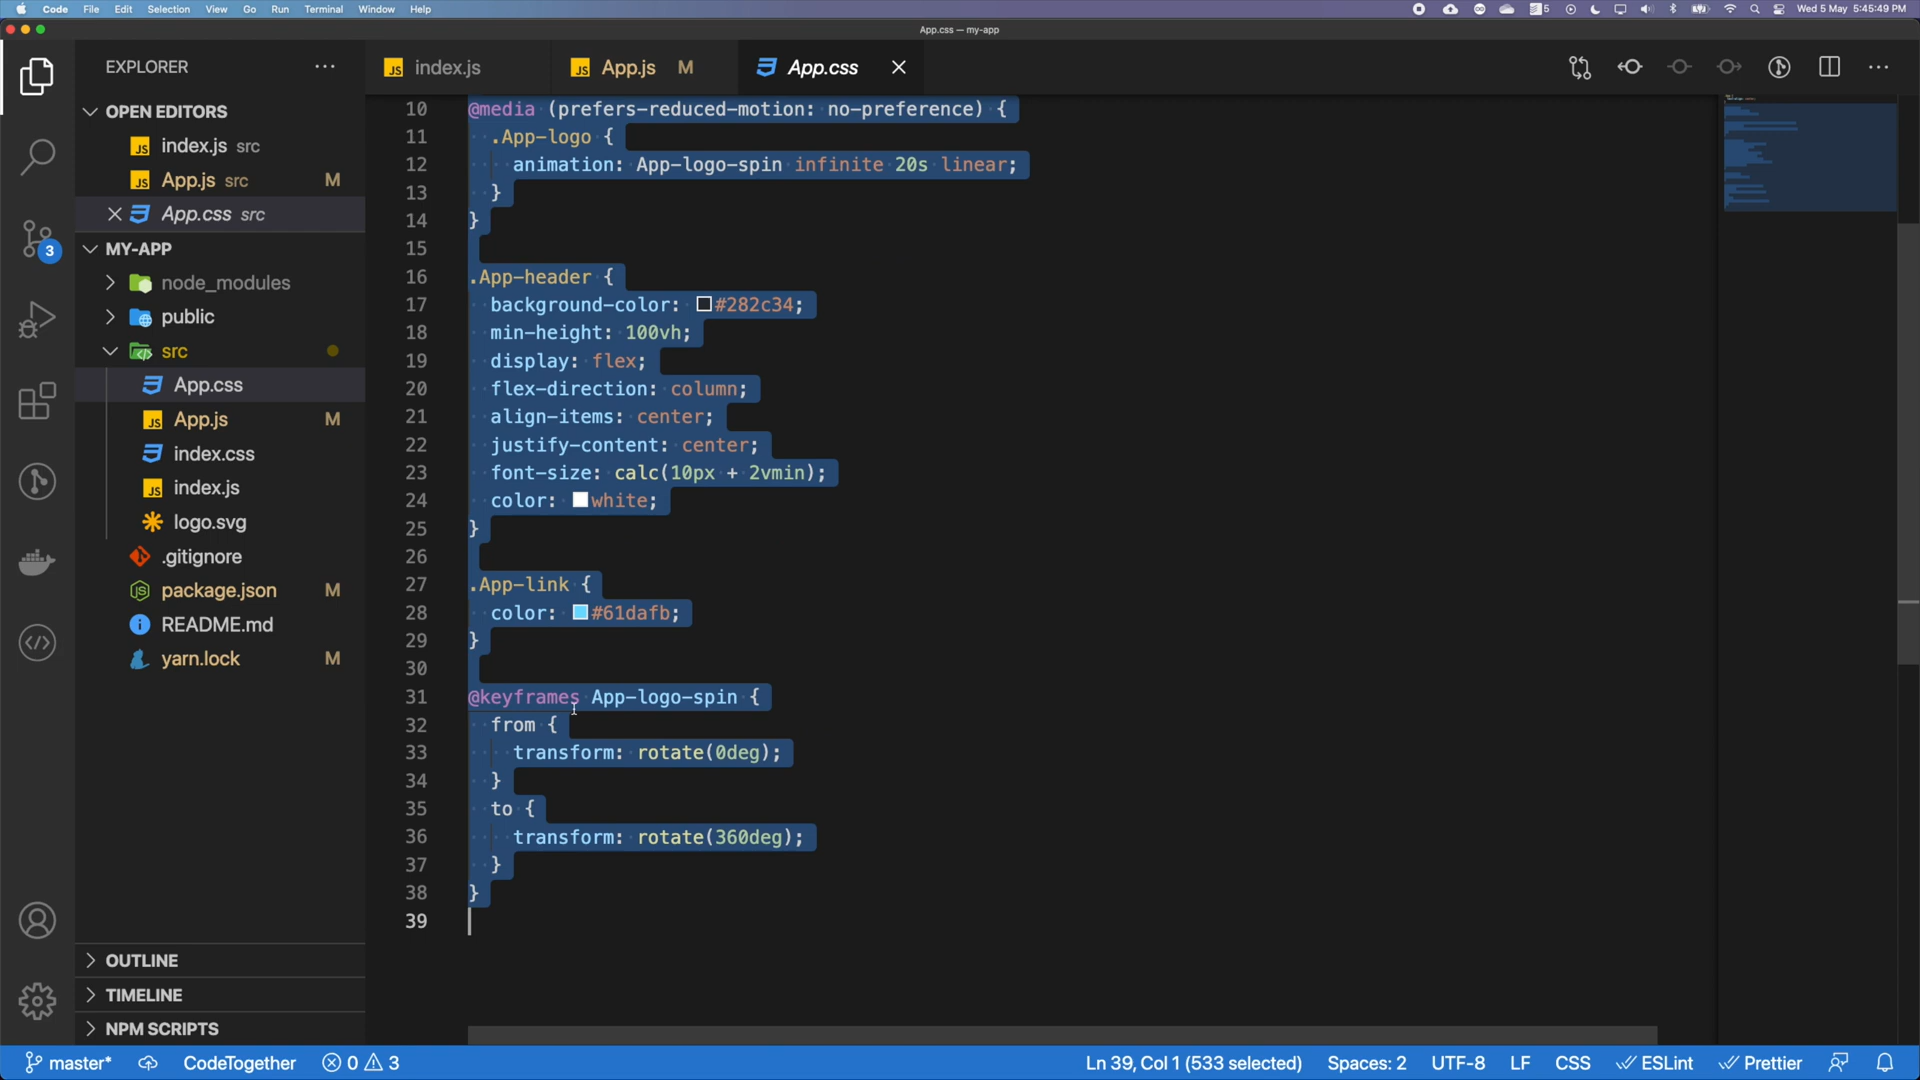 Code File Edit Selection View Go Run Terminal Window Help 5 Wed 5 May 5:45:49 PM
App.css — my-app
EXPLORER
index.js
App.js M
App.css
OPEN EDITORS
index.js src
App.js src M
App.css src
MY-APP
node_modules
public
src
App.css
App.js M
index.css
index.js
logo.svg
.gitignore
package.json M
README.md
yarn.lock M
OUTLINE
TIMELINE
NPM SCRIPTS
3
10 @media (prefers-reduced-motion: no-preference) {
11 .App-logo {
12 animation: App-logo-spin infinite 20s linear;
13 }
14 }
15
16 .App-header {
17 background-color: #282c34;
18 min-height: 100vh;
19 display: flex;
20 flex-direction: column;
21 align-items: center;
22 justify-content: center;
23 font-size: calc(10px + 2vmin);
24 color: white;
25 }
26
27 .App-link {
28 color: #61dafb;
29 }
30
31 @keyframes App-logo-spin {
32 from {
33 transform: rotate(0deg);
34 }
35 to {
36 transform: rotate(360deg);
37 }
38 }
39
master* CodeTogether 0 3 Ln 39, Col 1 (533 selected) Spaces: 2 UTF-8 LF CSS ESLint Prettier